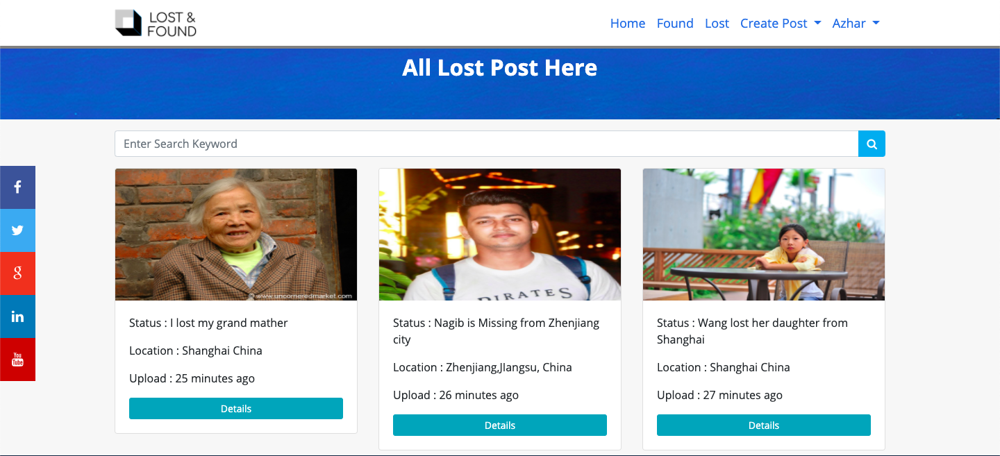 LOST &
FOUND
Home Found Lost Create Post Azhar
All Lost Post Here
Enter Search Keyword
www.uncorneredmarket.com
PIRATES
Status : I lost my grand mather
Location : Shanghai China
Upload : 25 minutes ago
Details
Status : Nagib is Missing from Zhenjiang
city
Location : Zhenjiang,JIangsu, China
Upload : 26 minutes ago
Details
Status : Wang lost her daughter from
Shanghai
Location : Shanghai China
Upload : 27 minutes ago
Details
f
g
in
You
Tube